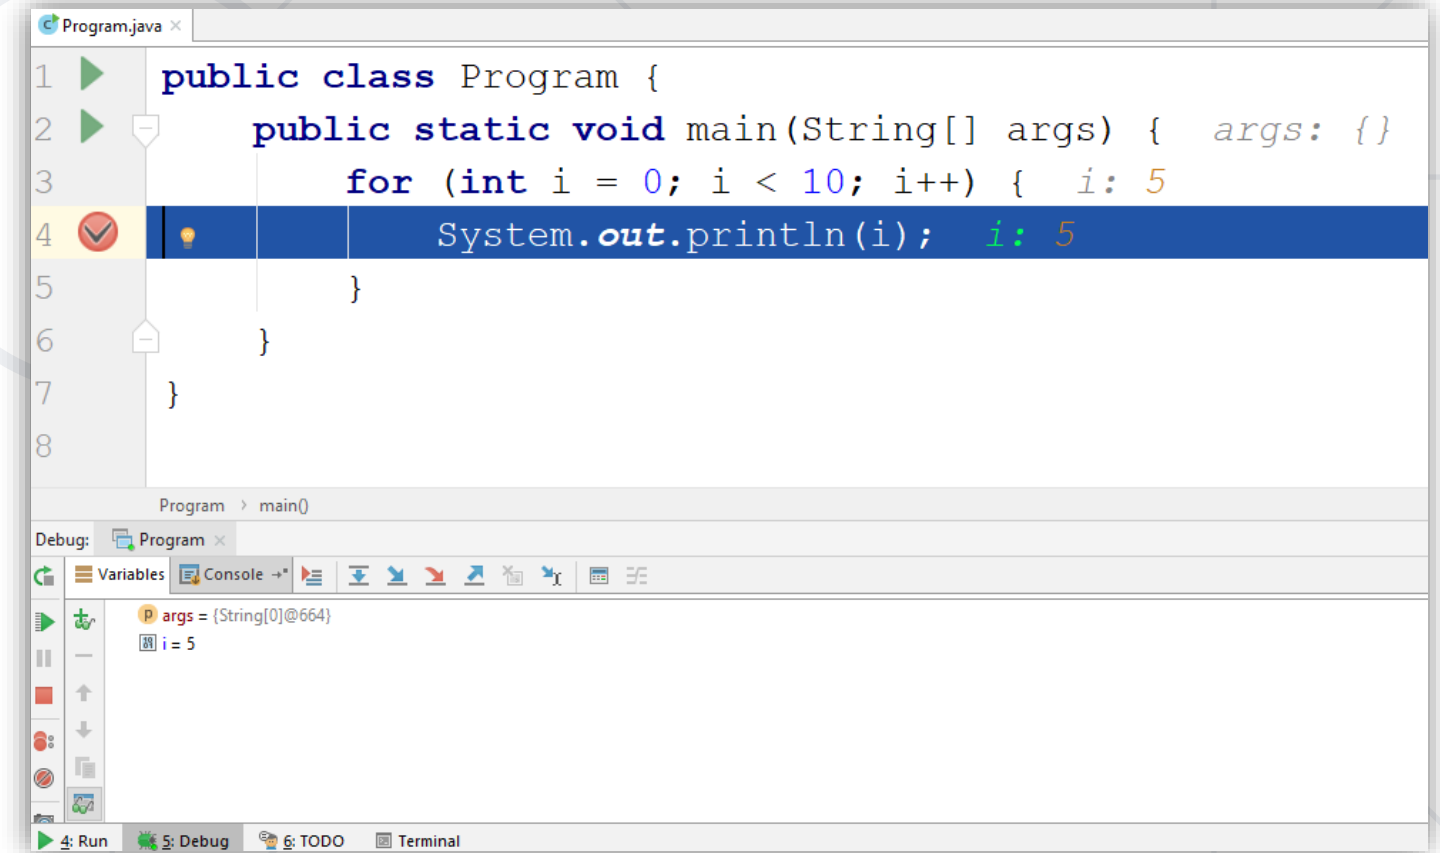 Program.java
1 public class Program {
2 public static void main(String[] args) { args: {}
3 for (int i = 0; i < 10; i++) { i: 5
4 System.out.println(i); i: 5
5 }
6 }
7 }
8
Program > main()
Debug: Program
Variables Console
args = {String[0]@664}
i = 5
4: Run 5: Debug 6: TODO Terminal